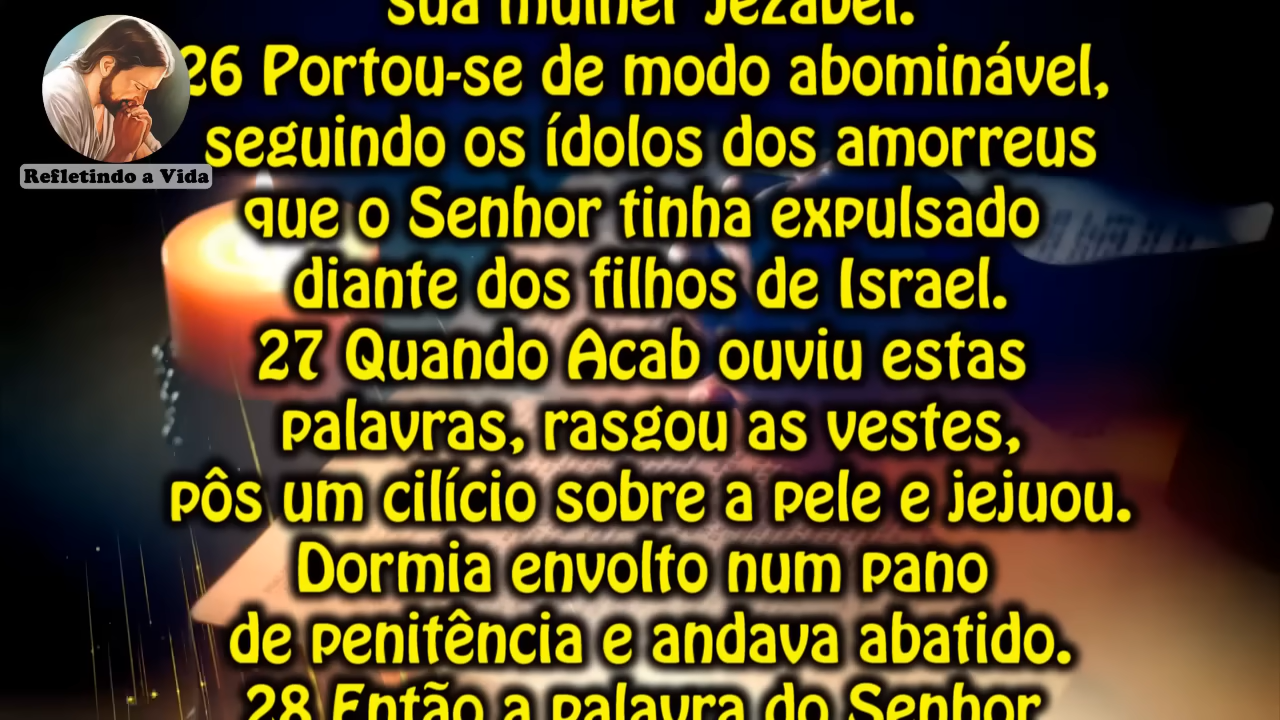 sua mulher Jezabel.
26 Portou-se de modo abominável,
seguindo os ídolos dos amorreus
que o Senhor tinha expulsado
diante dos filhos de Israel.
27 Quando Acab ouviu estas
palavras, rasgou as vestes,
pôs um cilício sobre a pele e jejuou.
Dormia envolto num pano
de penitência e andava abatido.
28 Então a palavra do Senhor
Refletindo a Vida